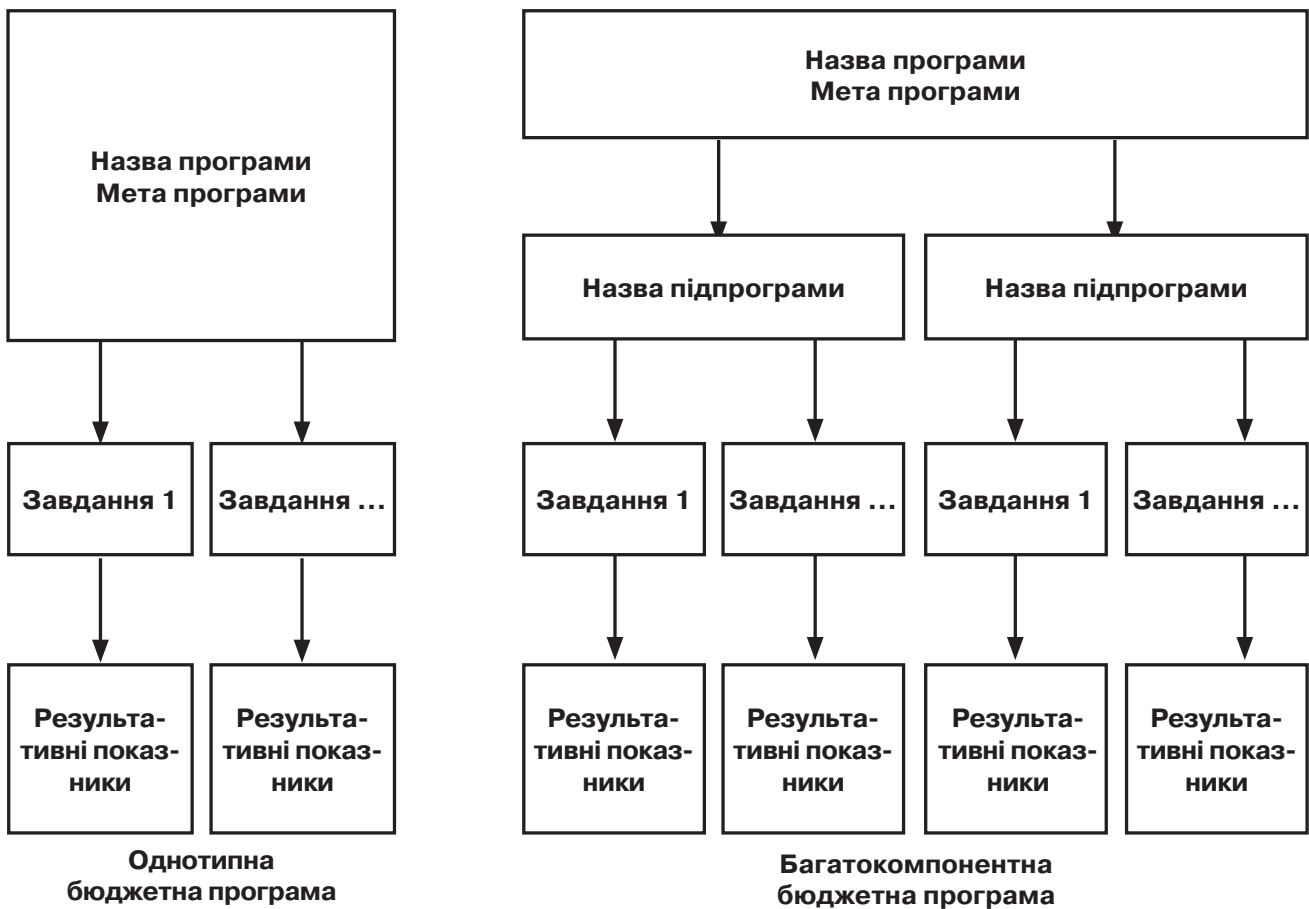 Назва програми
Мета програми
Завдання 1
Завдання ...
Результа-
тивні показ-
ники
Результа-
тивні показ-
ники
Однотипна
бюджетна програма
Назва програми
Мета програми
Назва підпрограми
Назва підпрограми
Завдання 1
Завдання ...
Завдання 1
Завдання ...
Результа-
тивні показ-
ники
Результа-
тивні показ-
ники
Результа-
тивні показ-
ники
Результа-
тивні показ-
ники
Багатокомпонентна
бюджетна програма